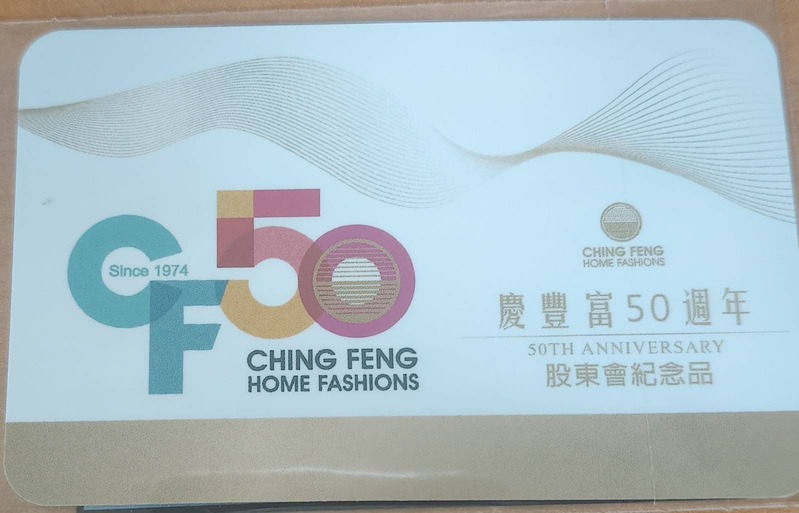 CF50
Since 1974
CHING FENG
HOME FASHIONS
CHING FENG
HOME FASHIONS
慶豐富50週年
50TH ANNIVERSARY
股東會紀念品